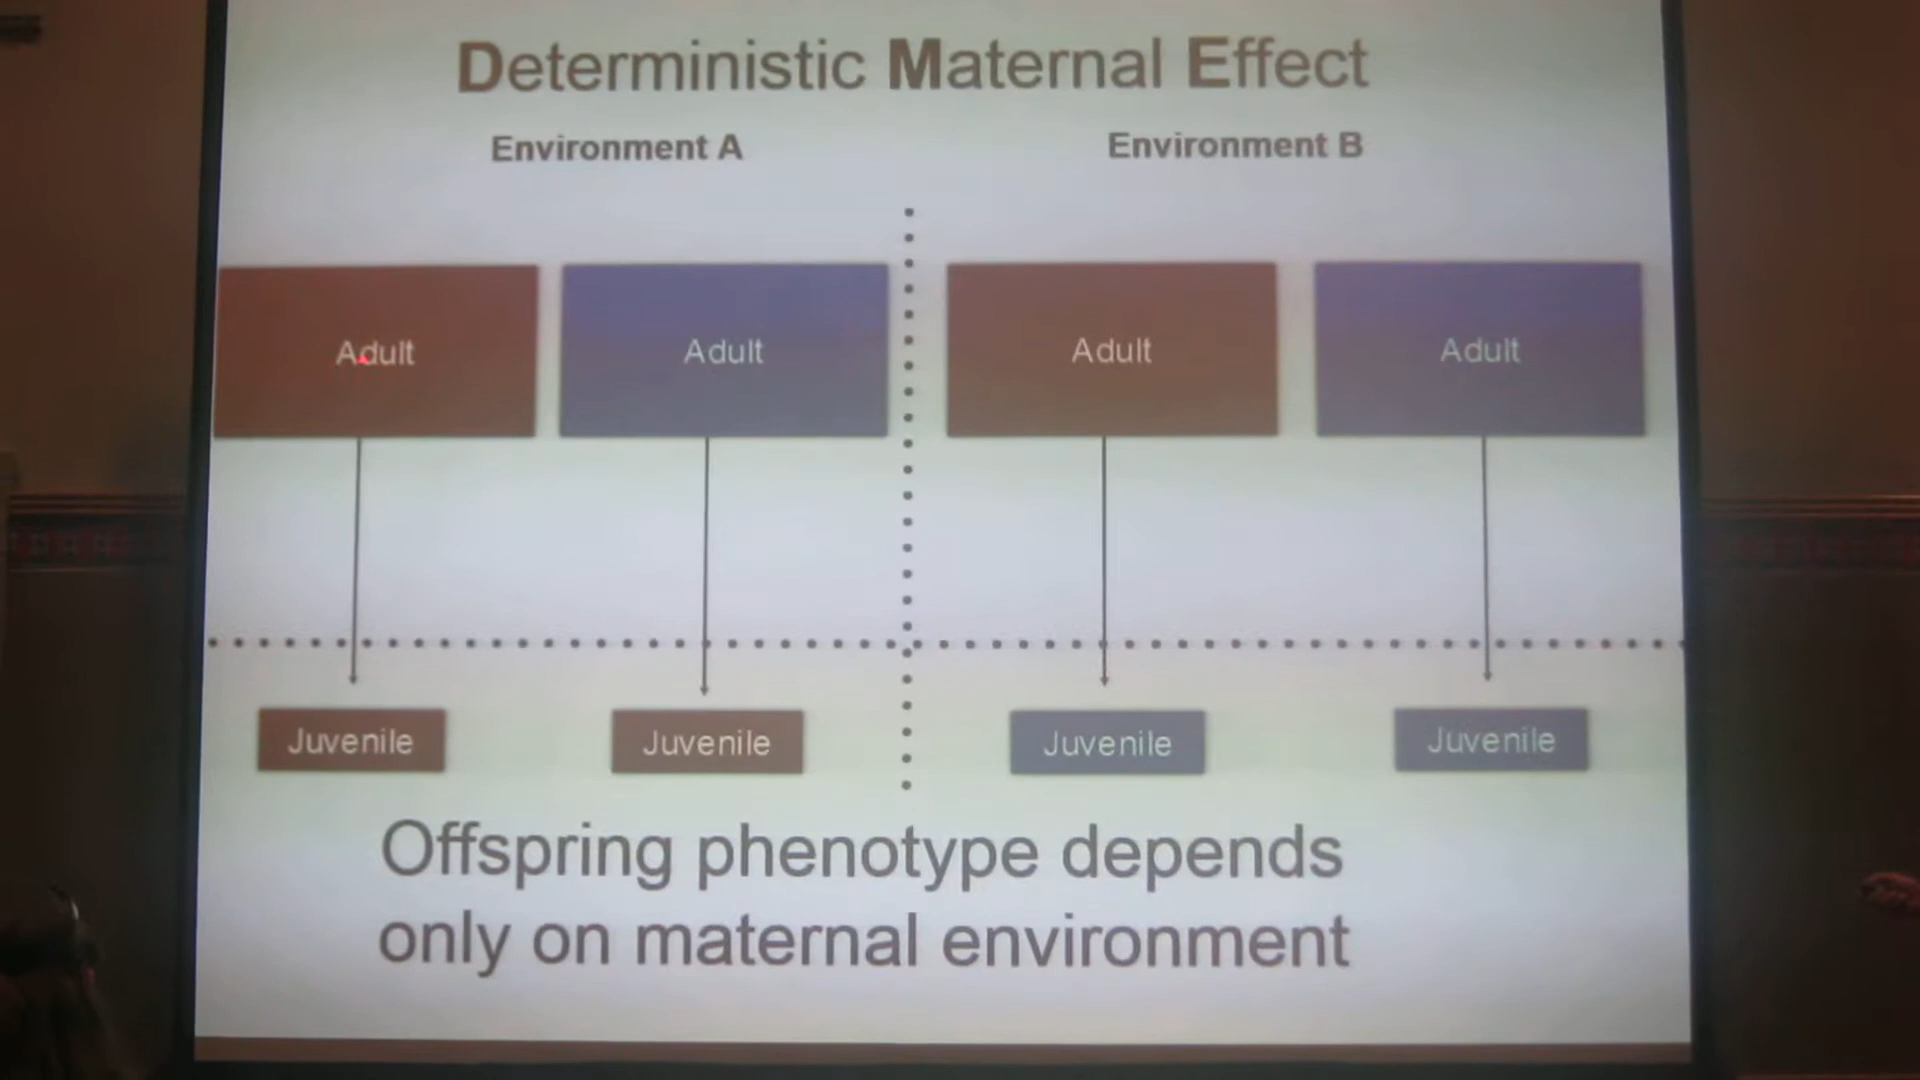 Deterministic Maternal Effect
Environment A
Environment B
Adult
Adult
Adult
Adult
Juvenile
Juvenile
Juvenile
Juvenile
Offspring phenotype depends
only on maternal environment